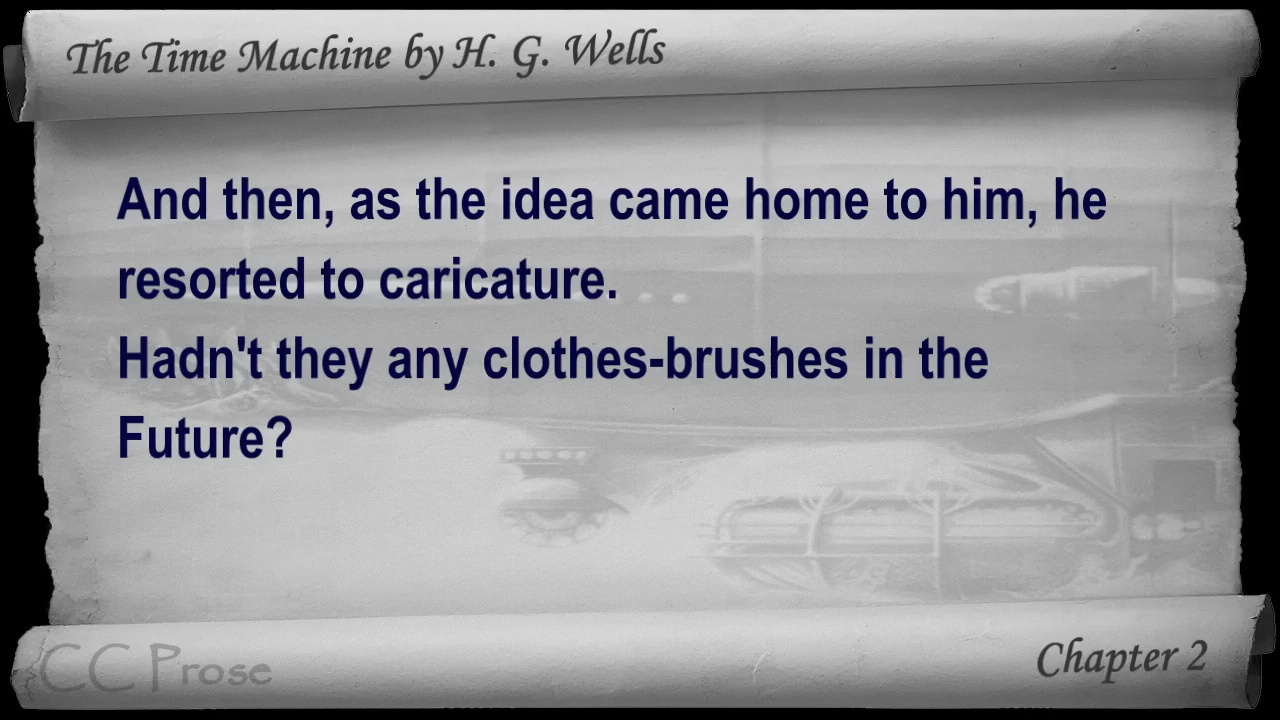 The Time Machine by H. G. Wells
And then, as the idea came home to him, he
resorted to caricature.
Hadn't they any clothes-brushes in the
Future?
CC Prose
Chapter 2